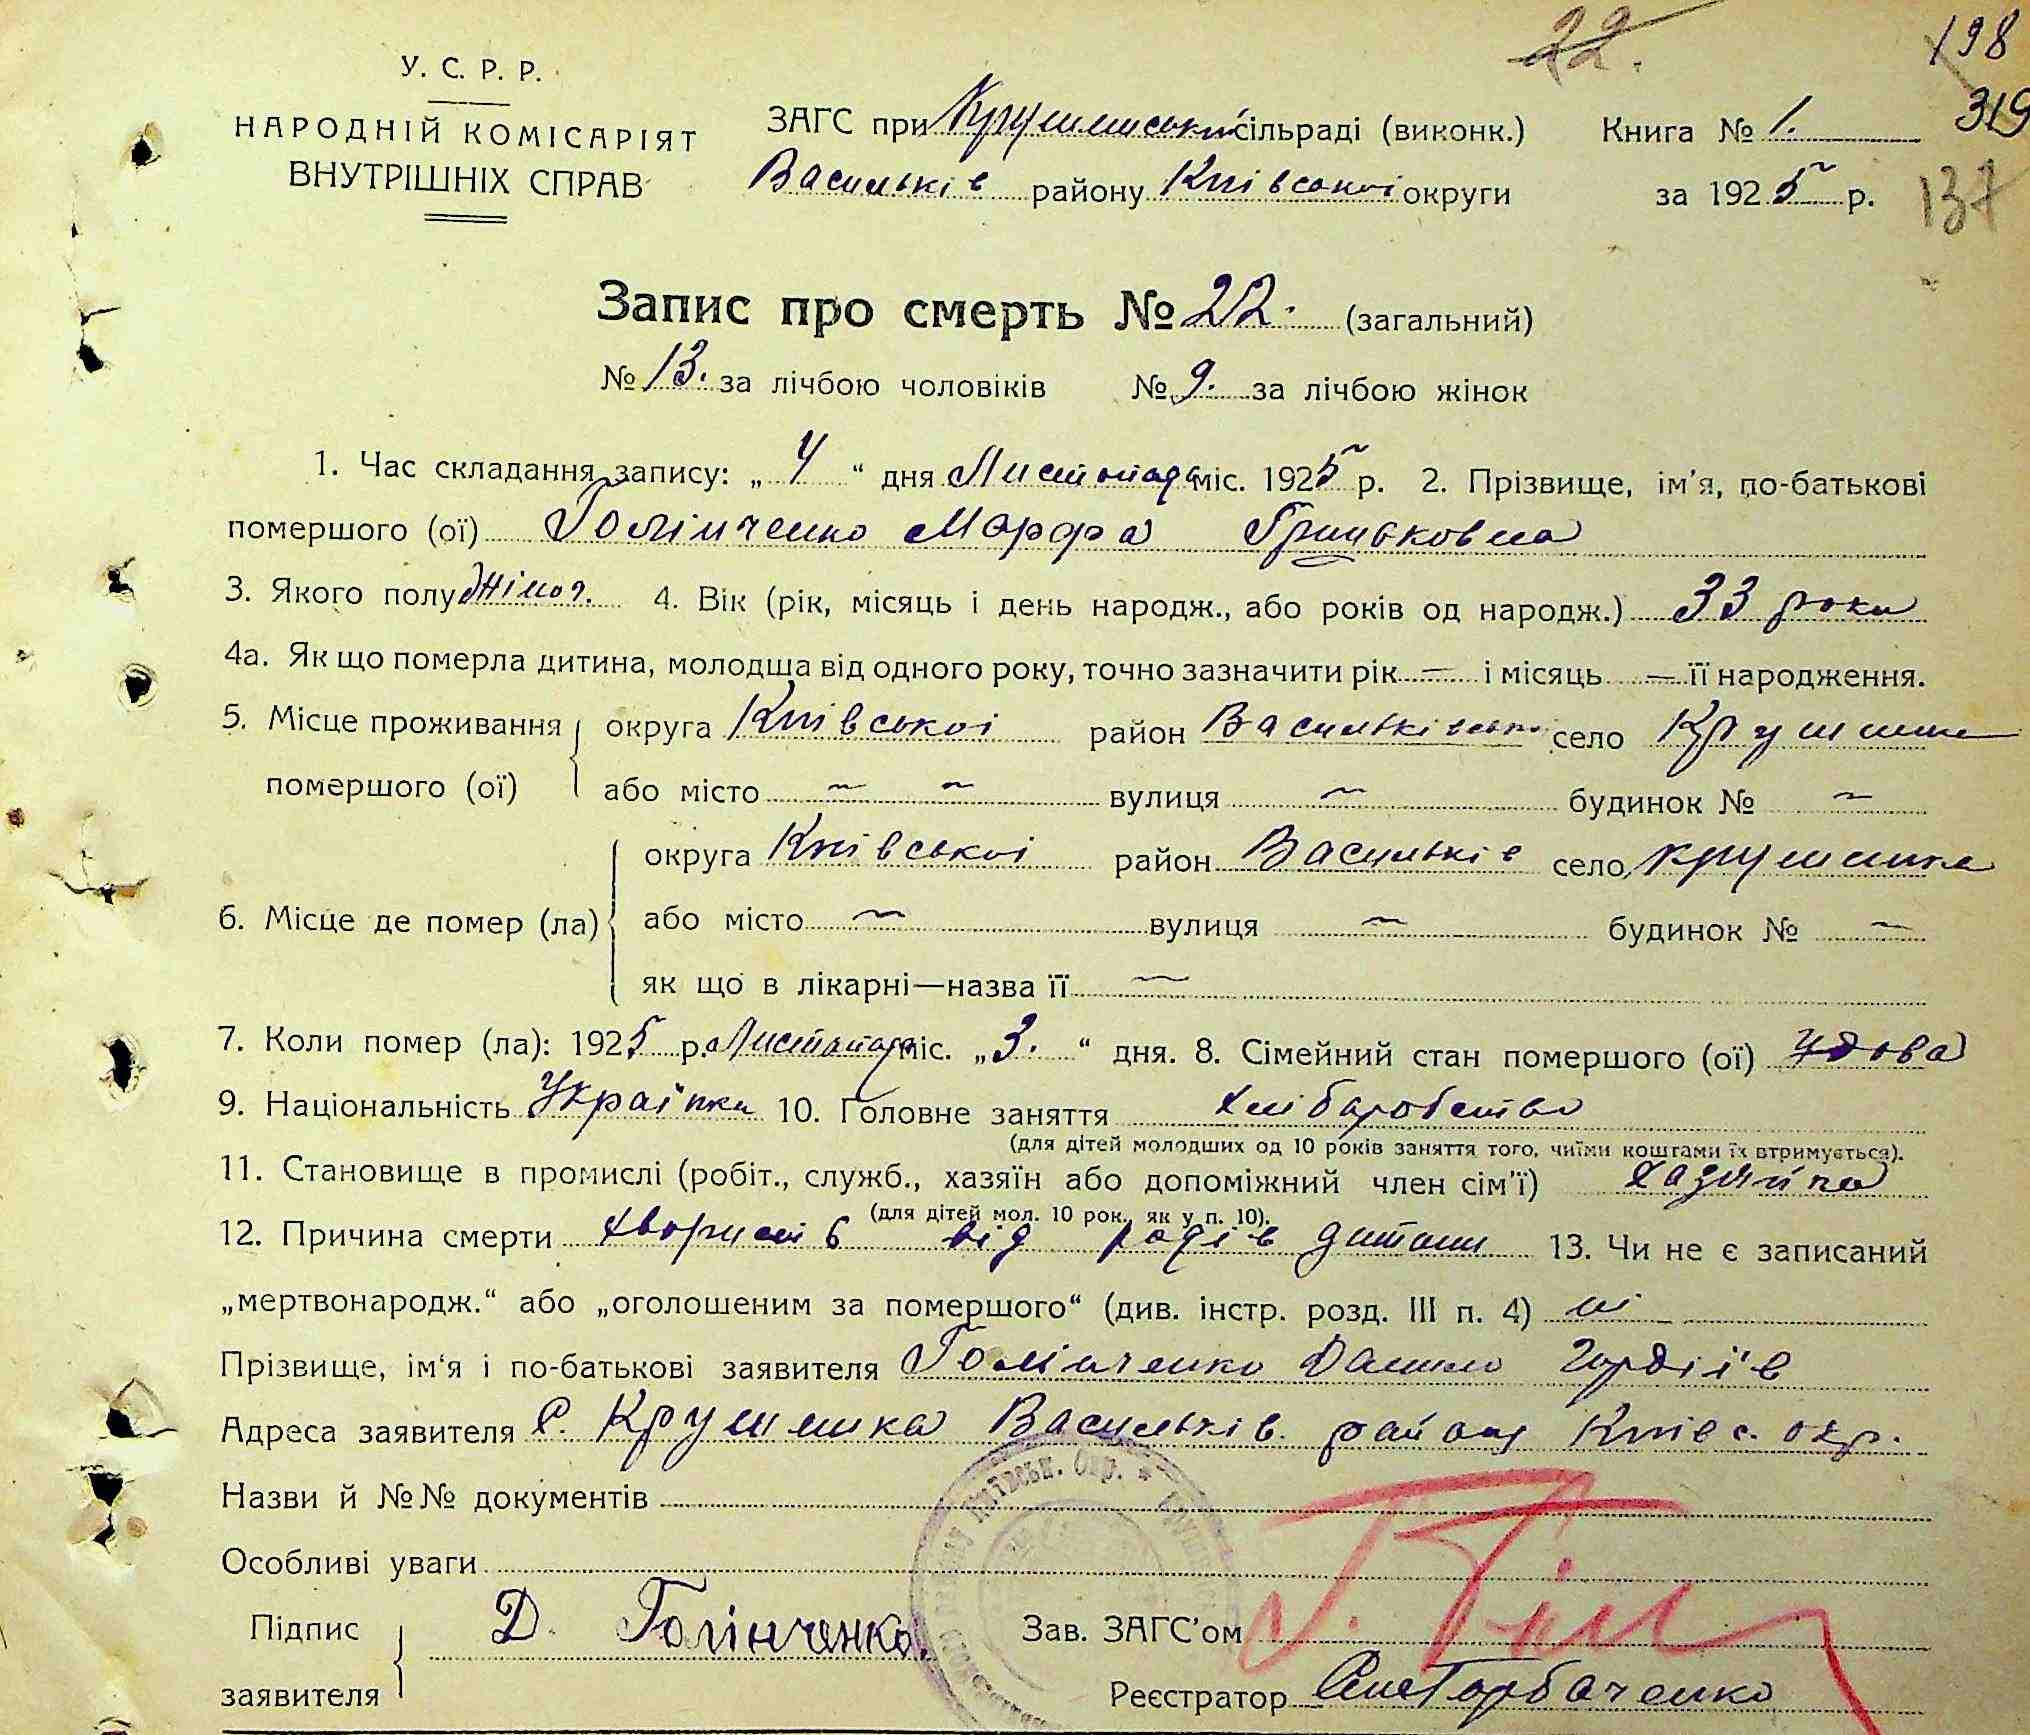 22.
198
319
137
У. С. Р. Р.
НАРОДНІЙ КОМІСАРІЯТ
ВНУТРІШНІХ СПРАВ
ЗАГС при Крушинській сільраді (виконк.) Книга № 1.
Васильків району Київської округи за 1925 р.
Запис про смерть № 22. (загальний)
№ 13. за лічбою чоловіків № 9. за лічбою жінок
1. Час складання запису: „ 4 “ дня Листопада міс. 1925 р. 2. Прізвище, ім'я, по-батькові
помершого (ої) Голінченко Марфа Гриньковна
3. Якого полу жіноч. 4. Вік (рік, місяць і день народж., або років од народж.) 33 роки
4а. Як що померла дитина, молодша від одного року, точно зазначити рік — і місяць — її народження.
5. Місце проживання помершого (ої) округа Київськоі район Васильківськ село Крушинка
або місто ~ ~ вулиця ~ будинок № ~
6. Місце де помер (ла) округа Київськоі район Васильків село Крушинка
або місто ~ вулиця ~ будинок № ~
як що в лікарні—назва її ~
7. Коли помер (ла): 1925 р. Листопада міс. „ 3. “ дня. 8. Сімейний стан помершого (ої) удова
9. Національність Украінка 10. Головне заняття хліборобство
(для дітей молодших од 10 років заняття того, чиїми коштами їх втримується).
11. Становище в промислі (робіт., служб., хазяїн або допоміжний член сім'ї) хазяйка
(для дітей мол. 10 рок., як у п. 10).
12. Причина смерти хворість від родів дитини 13. Чи не є записаний
„мертвонародж.“ або „оголошеним за помершого“ (див. інстр. розд. III п. 4) ні
Прізвище, ім'я і по-батькові заявителя Голінченко Данило Гордіїв
Адреса заявителя С. Крушинка Васильків. району Київс. окр.
Назви й №№ документів
Особливі уваги
Підпис заявителя Д. Голінченко. Зав. ЗАГС'ом
Реєстратор Горбаченко